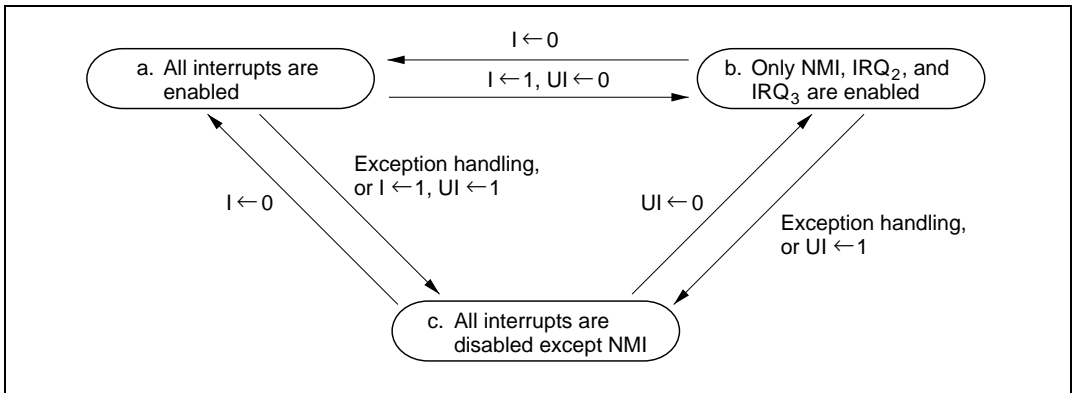 I ← 0
a. All interrupts are
enabled
I ← 1, UI ← 0
b. Only NMI, IRQ₂, and
IRQ₃ are enabled
Exception handling,
or I ← 1, UI ← 1
I ← 0
UI ← 0
Exception handling,
or UI ← 1
c. All interrupts are
disabled except NMI